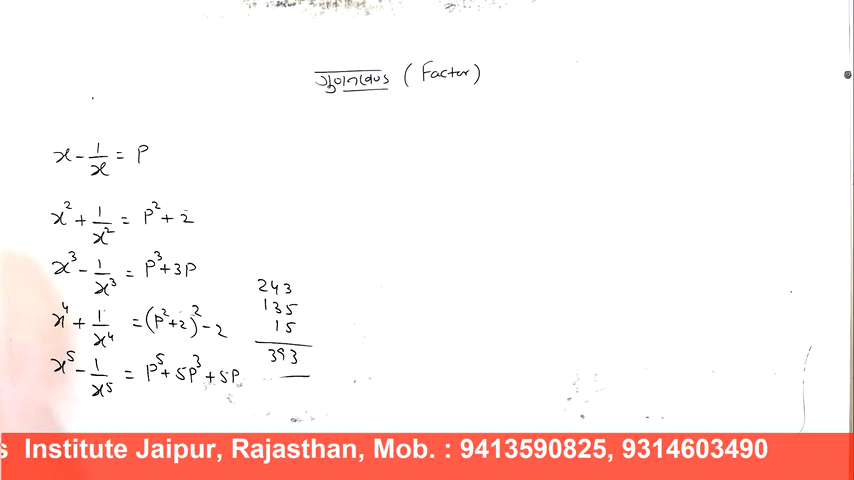 गुणनखण्ड (Factor)
x - 1/x = P
x² + 1/x² = P² + 2
x³ - 1/x³ = P³ + 3P
x⁴ + 1/x⁴ = (P² + 2)² - 2
x⁵ - 1/x⁵ = P⁵ + 5P³ + 5P
243
135
15
393
s Institute Jaipur, Rajasthan, Mob. : 9413590825, 9314603490